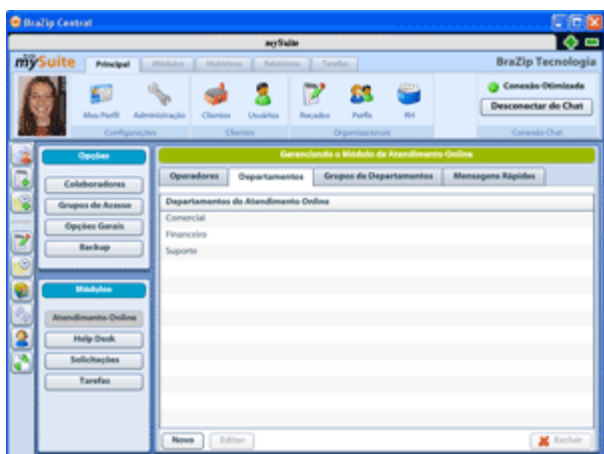 BraZip Central
mySuite
mySuite Principal Módulos Históricos Relatórios Tarefas BraZip Tecnologia
Conexão Otimizada
Desconectar do Chat
Meu Perfil Administração Clientes Usuários Recados Perfis RH
Configurações Clientes Organizacionais Conexão Chat
Opções
Colaboradores
Grupos de Acesso
Opções Gerais
Backup
Módulos
Atendimento Online
Help Desk
Solicitações
Tarefas
Gerenciando o Módulo de Atendimento Online
Operadores Departamentos Grupos de Departamentos Mensagens Rápidas
Departamentos do Atendimento Online
Comercial
Financeiro
Suporte
Novo Editar Excluir